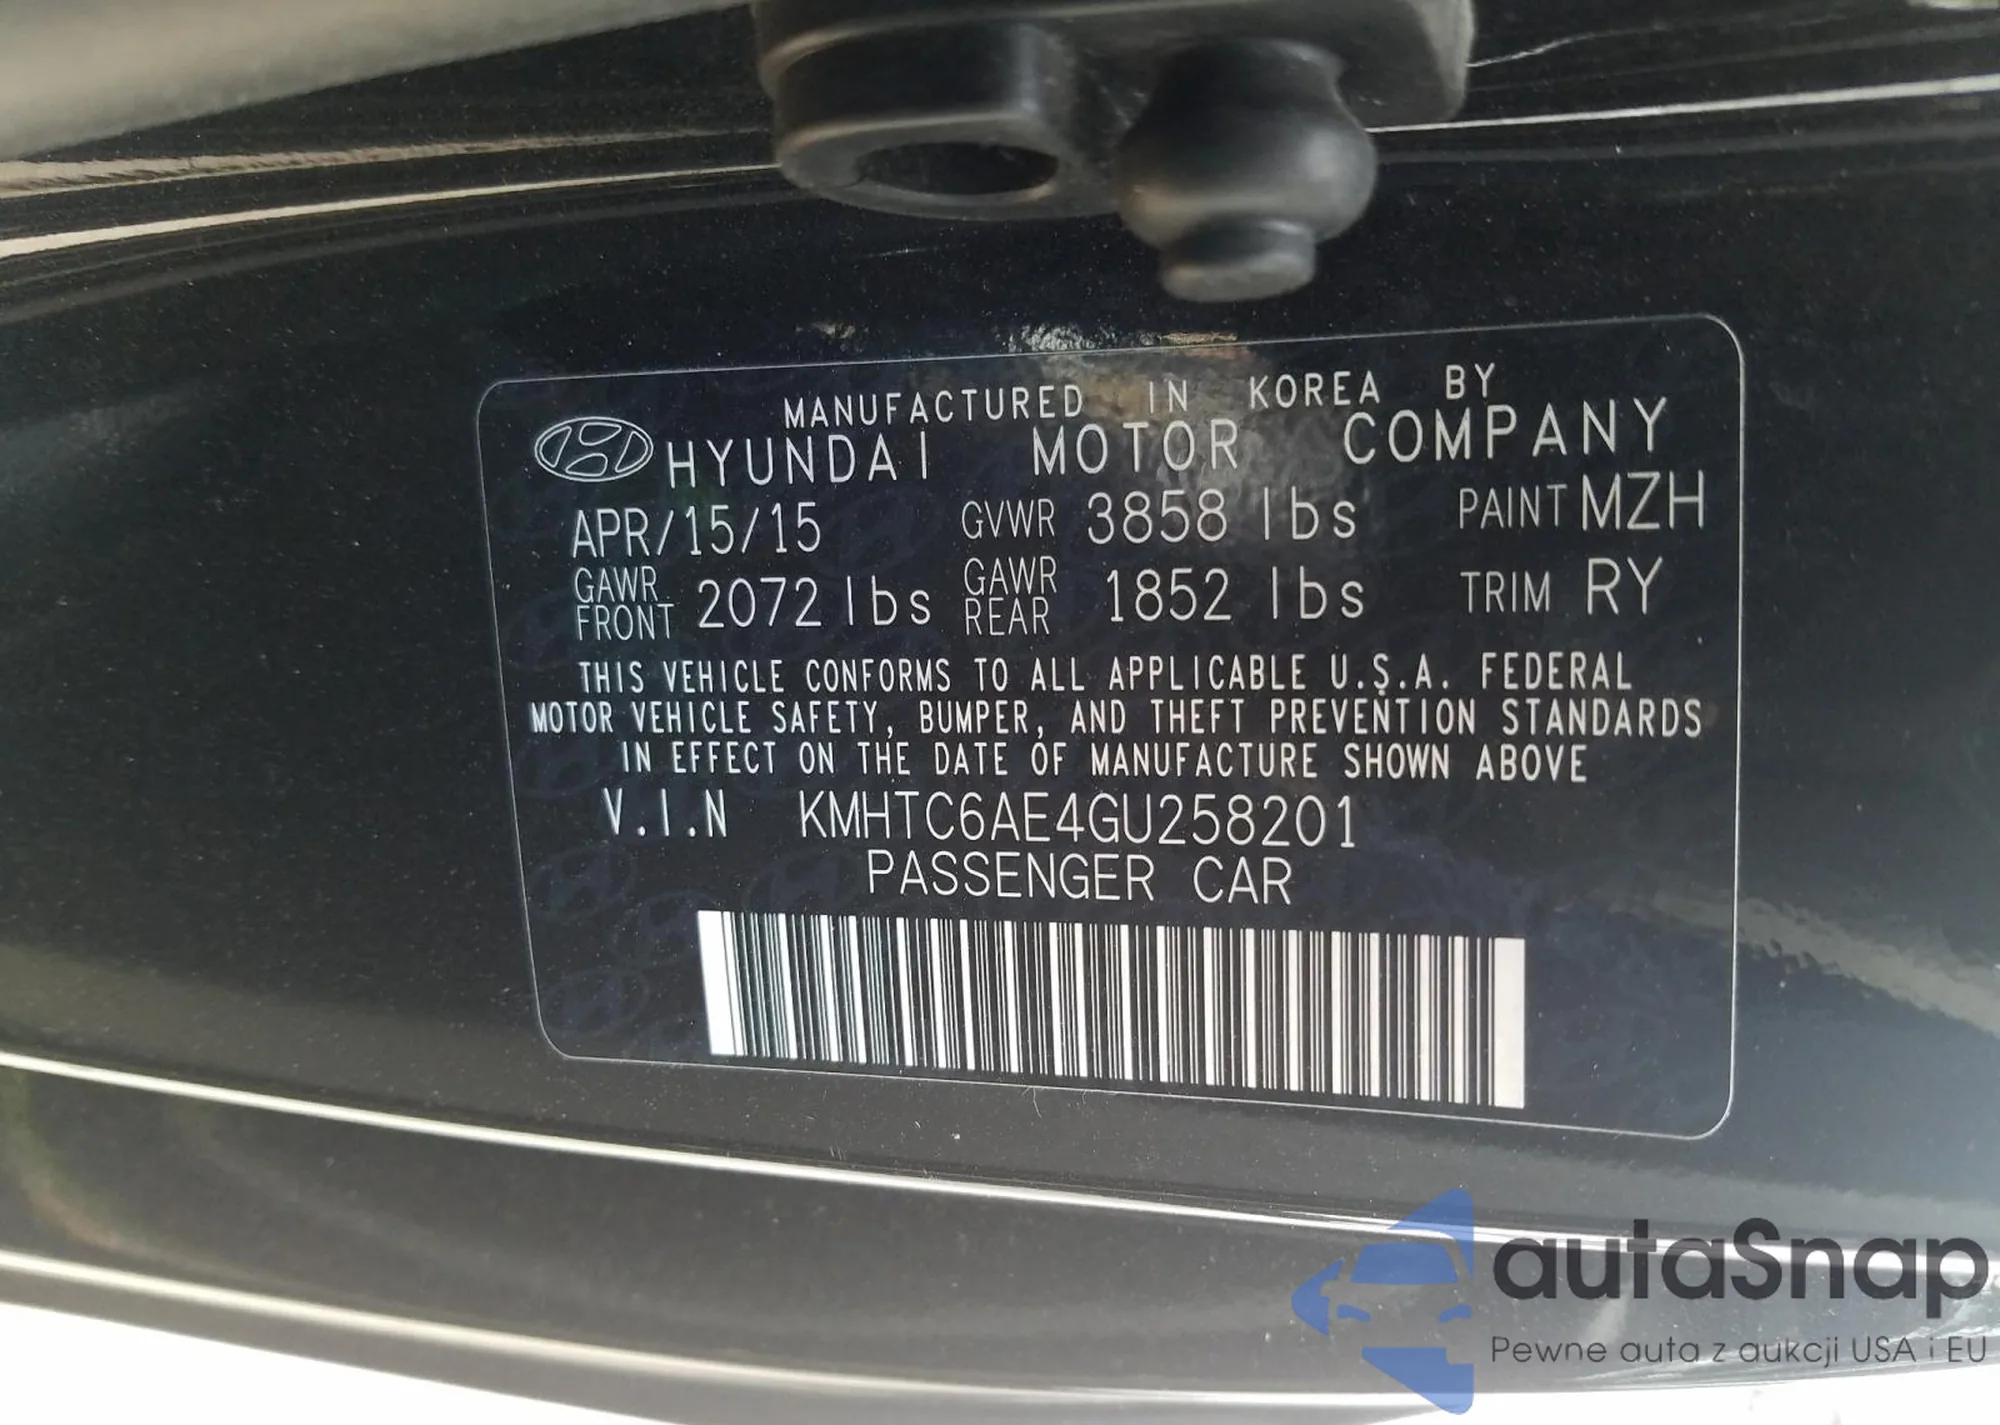 MANUFACTURED IN KOREA BY
HYUNDAI MOTOR COMPANY
APR/15/15 GVWR 3858 lbs PAINT MZH
GAWR FRONT 2072 lbs GAWR REAR 1852 lbs TRIM RY
THIS VEHICLE CONFORMS TO ALL APPLICABLE U.S.A. FEDERAL
MOTOR VEHICLE SAFETY, BUMPER, AND THEFT PREVENTION STANDARDS
IN EFFECT ON THE DATE OF MANUFACTURE SHOWN ABOVE
V.I.N KMHTC6AE4GU258201
PASSENGER CAR
autaSnap
Pewne auta z aukcji USA i EU